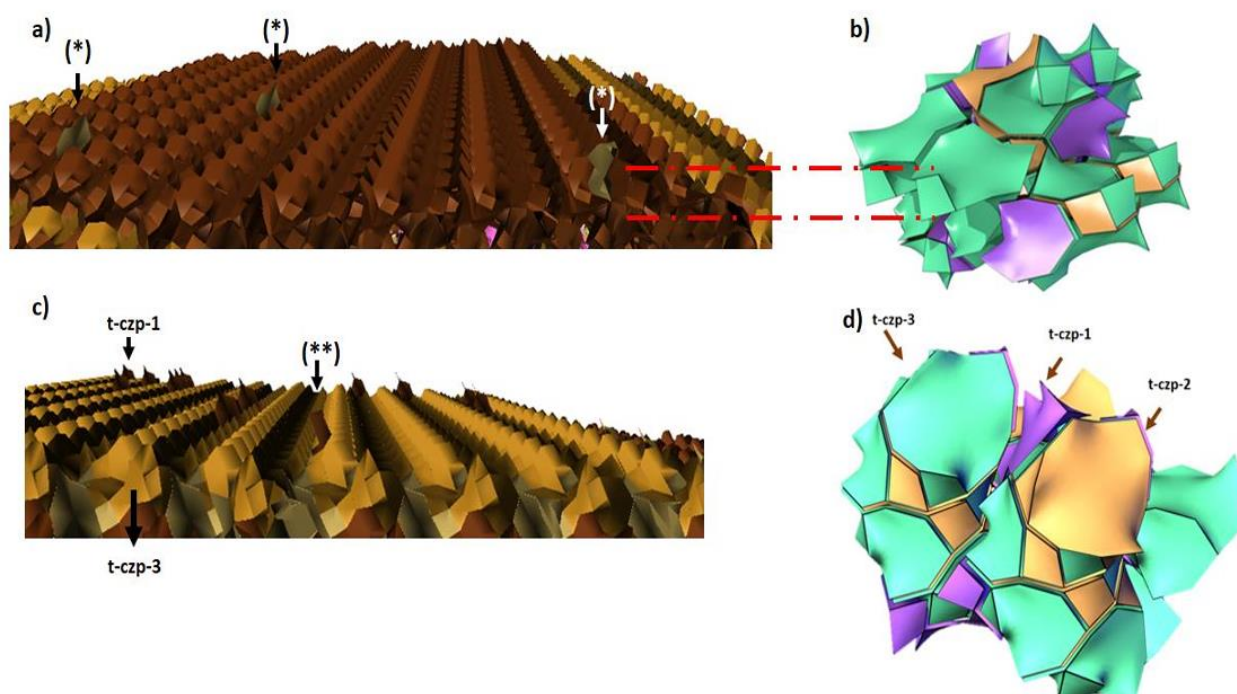 a)
(*)
(*)
(*)
b)
c)
t-czp-1
(**)
t-czp-3
d)
t-czp-3
t-czp-1
t-czp-2